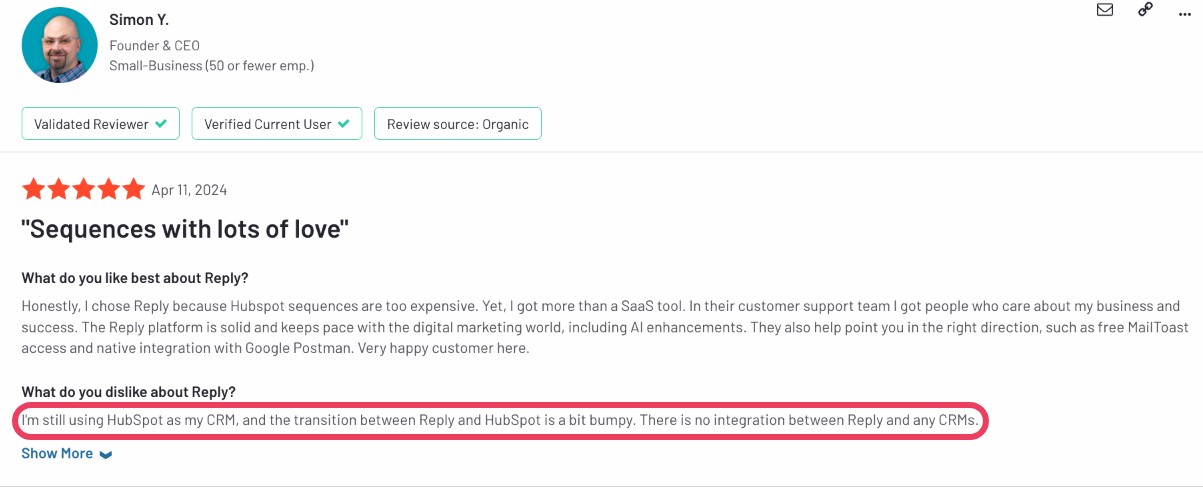 Simon Y.
Founder & CEO
Small-Business (50 or fewer emp.)
Validated Reviewer
Verified Current User
Review source: Organic
Apr 11, 2024
"Sequences with lots of love"
What do you like best about Reply?
Honestly, I chose Reply because Hubspot sequences are too expensive. Yet, I got more than a SaaS tool. In their customer support team I got people who care about my business and
success. The Reply platform is solid and keeps pace with the digital marketing world, including AI enhancements. They also help point you in the right direction, such as free MailToast
access and native integration with Google Postman. Very happy customer here.
What do you dislike about Reply?
I'm still using HubSpot as my CRM, and the transition between Reply and HubSpot is a bit bumpy. There is no integration between Reply and any CRMs.
Show More